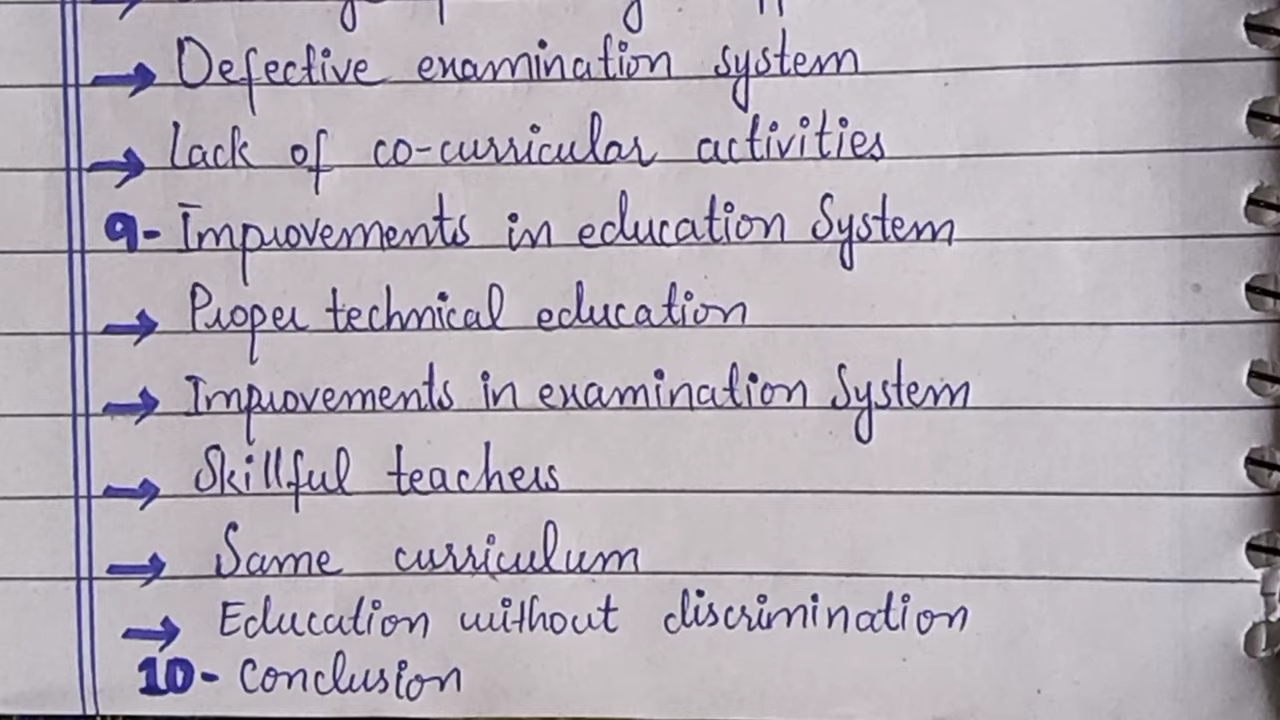 → Defective examination system
→ Lack of co-curricular activities
9- Improvements in education System
→ Proper technical education
→ Improvements in examination System
→ Skillful teachers
→ Same curriculum
→ Education without discrimination
10- Conclusion